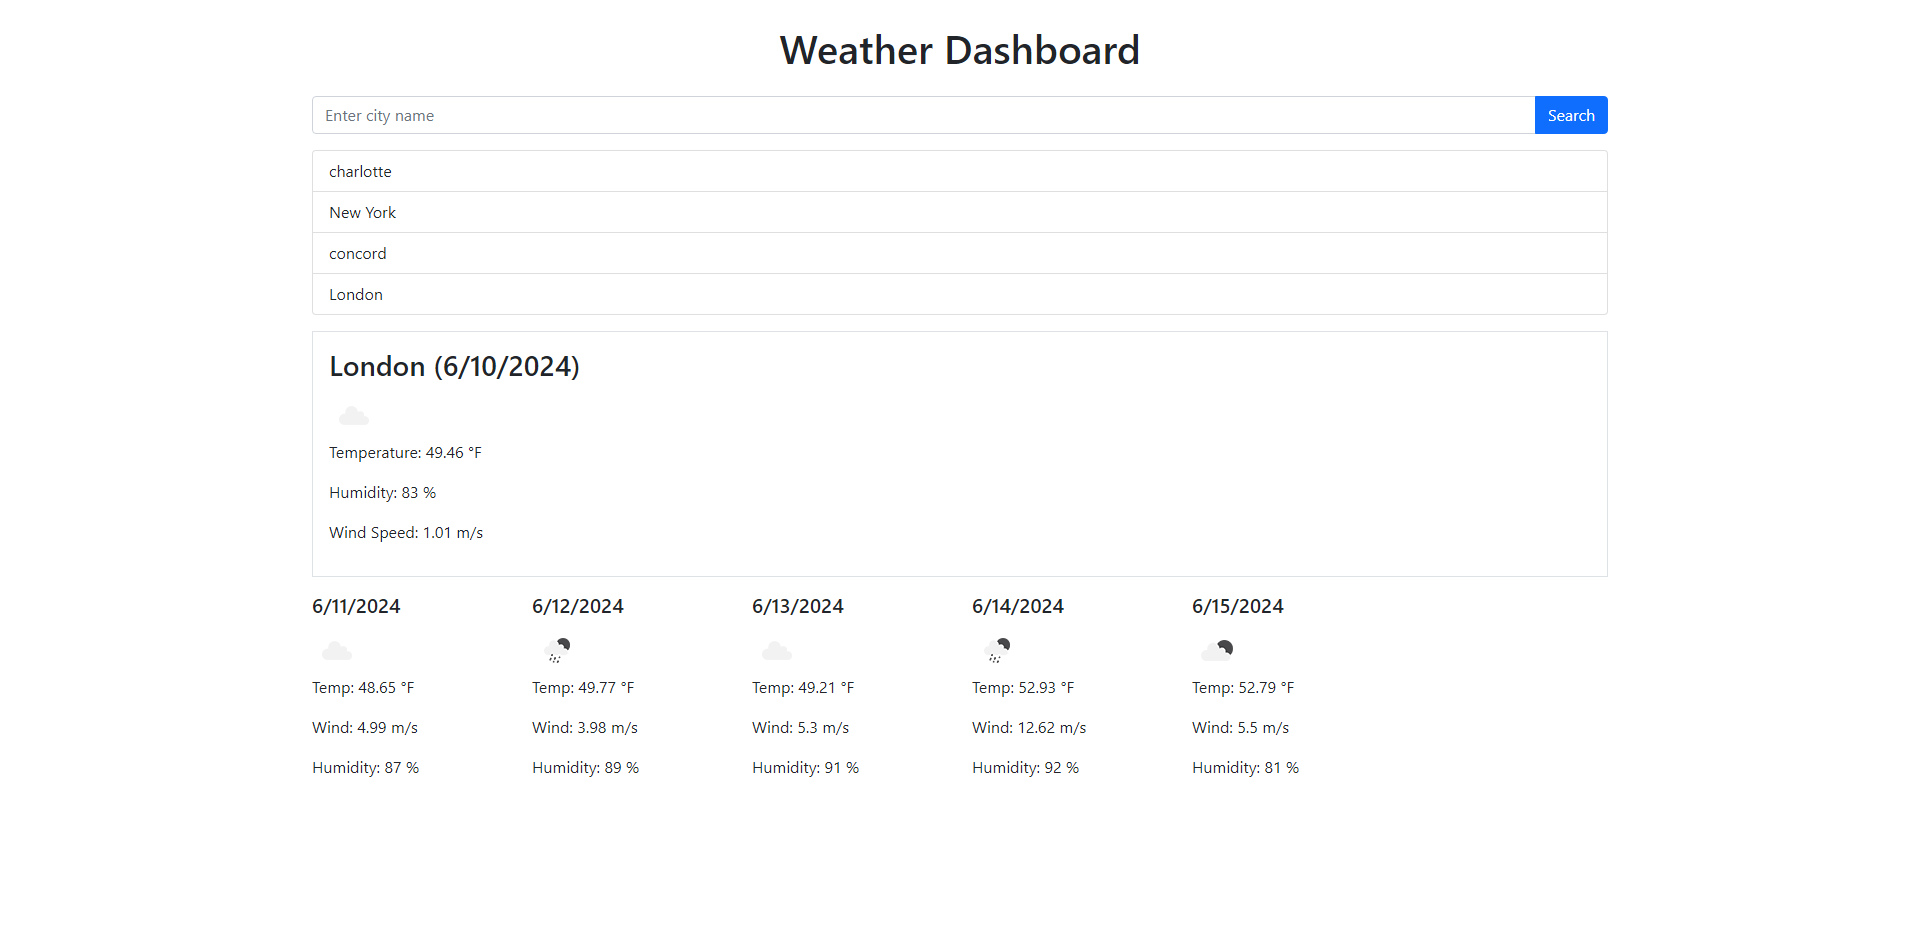 Weather Dashboard
Enter city name
Search
charlotte
New York
concord
London
London (6/10/2024)
Temperature: 49.46 °F
Humidity: 83 %
Wind Speed: 1.01 m/s
6/11/2024
Temp: 48.65 °F
Wind: 4.99 m/s
Humidity: 87 %
6/12/2024
Temp: 49.77 °F
Wind: 3.98 m/s
Humidity: 89 %
6/13/2024
Temp: 49.21 °F
Wind: 5.3 m/s
Humidity: 91 %
6/14/2024
Temp: 52.93 °F
Wind: 12.62 m/s
Humidity: 92 %
6/15/2024
Temp: 52.79 °F
Wind: 5.5 m/s
Humidity: 81 %